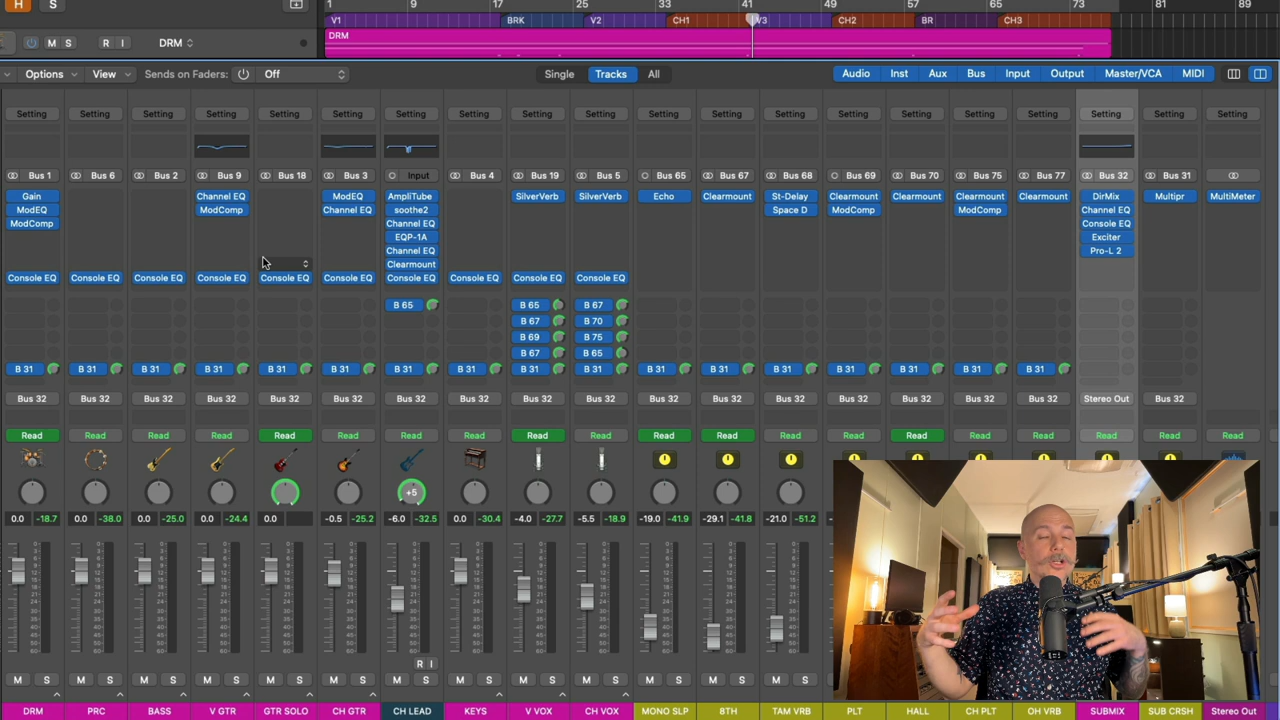 H S 1 9 17 25 33 41 49 57 65 73 81 89
V1 BRK V2 CH1 V3 CH2 BR CH3
DRM
M S R I DRM
Options View Sends on Faders: Off Single Tracks All Audio Inst Aux Bus Input Output Master/VCA MIDI
Setting Setting Setting Setting Setting Setting Setting Setting Setting Setting Setting Setting Setting Setting Setting Setting Setting Setting Setting Setting
Bus 1 Bus 6 Bus 2 Bus 9 Bus 18 Bus 3 Input Bus 4 Bus 19 Bus 5 Bus 65 Bus 67 Bus 68 Bus 69 Bus 70 Bus 75 Bus 77 Bus 32 Bus 31
Gain Channel EQ ModEQ AmpliTube SilverVerb SilverVerb Echo Clearmount St-Delay Clearmount Clearmount Clearmount Clearmount DirMix Multipr MultiMeter
ModEQ ModComp Channel EQ soothe2 Space D ModComp ModComp Channel EQ
ModComp Channel EQ Console EQ
EQP-1A Exciter
Channel EQ Pro-L 2
Clearmount
Console EQ Console EQ Console EQ Console EQ Console EQ Console EQ Console EQ Console EQ Console EQ Console EQ
B 65 B 65 B 67
B 67 B 70
B 69 B 75
B 67 B 65
B 31 B 31 B 31 B 31 B 31 B 31 B 31 B 31 B 31 B 31 B 31 B 31 B 31 B 31 B 31 B 31 B 31
Bus 32 Bus 32 Bus 32 Bus 32 Bus 32 Bus 32 Bus 32 Bus 32 Bus 32 Bus 32 Bus 32 Bus 32 Bus 32 Bus 32 Bus 32 Bus 32 Bus 32 Stereo Out Bus 32
Read Read Read Read Read Read Read Read Read Read Read Read Read Read Read Read Read Read Read Read
+5
0.0 -18.7 0.0 -38.0 0.0 -25.0 0.0 -24.4 0.0 -0.5 -25.2 -6.0 -32.5 0.0 -30.4 -4.0 -27.7 -5.5 -18.9 -19.0 -41.9 -29.1 -41.8 -21.0 -51.2
R I
M S M S M S M S M S M S M S M S M S M S M S M S M S
DRM PRC BASS V GTR GTR SOLO CH GTR CH LEAD KEYS V VOX CH VOX MONO SLP 8TH TAM VRB PLT HALL CH PLT OH VRB SUBMIX SUB CRSH Stereo Out